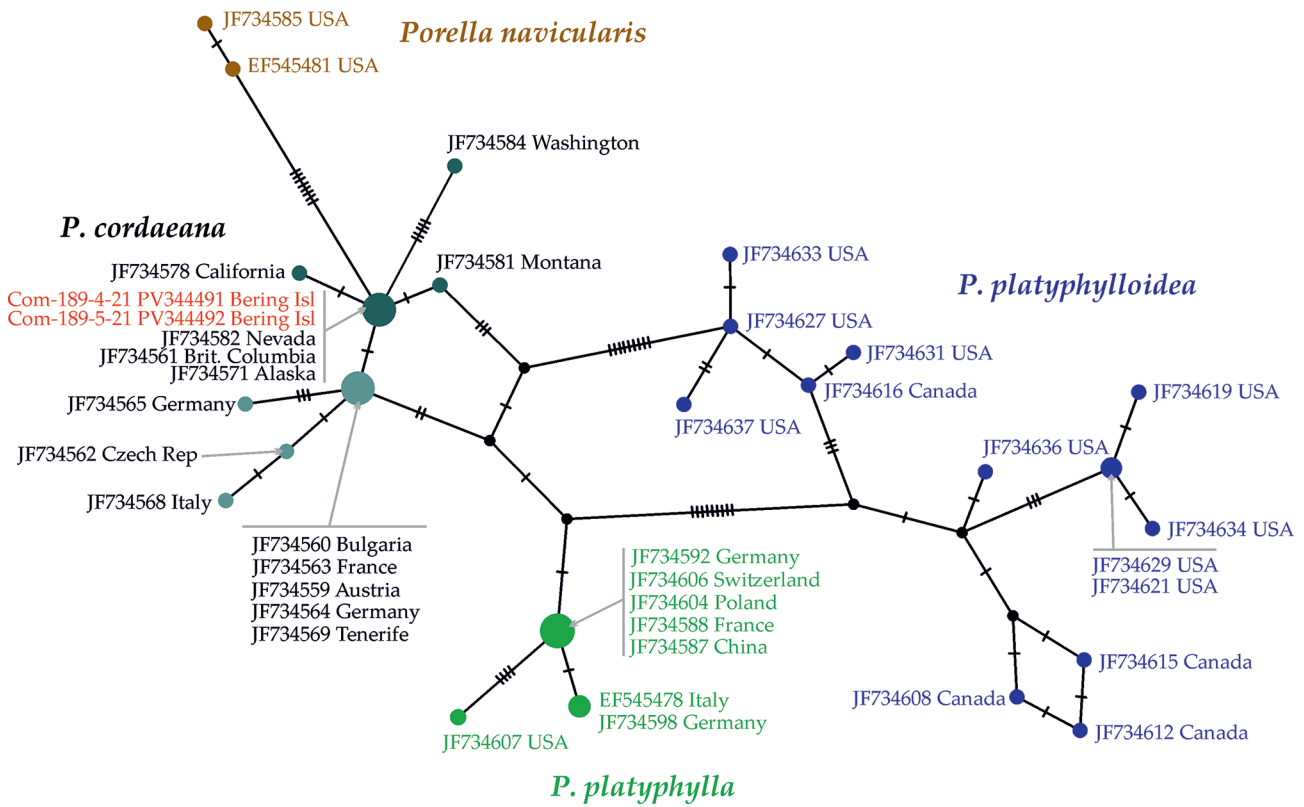 JF734585 USA
Porella navicularis
EF545481 USA
JF734584 Washington
P. cordaeana
JF734578 California
JF734581 Montana
Com-189-4-21 PV344491 Bering Isl
Com-189-5-21 PV344492 Bering Isl
JF734582 Nevada
JF734561 Brit. Columbia
JF734571 Alaska
JF734565 Germany
JF734562 Czech Rep
JF734568 Italy
JF734560 Bulgaria
JF734563 France
JF734559 Austria
JF734564 Germany
JF734569 Tenerife
JF734633 USA
P. platyphylloidea
JF734627 USA
JF734631 USA
JF734616 Canada
JF734637 USA
JF734619 USA
JF734636 USA
JF734634 USA
JF734629 USA
JF734621 USA
JF734615 Canada
JF734608 Canada
JF734612 Canada
JF734592 Germany
JF734606 Switzerland
JF734604 Poland
JF734588 France
JF734587 China
EF545478 Italy
JF734598 Germany
JF734607 USA
P. platyphylla